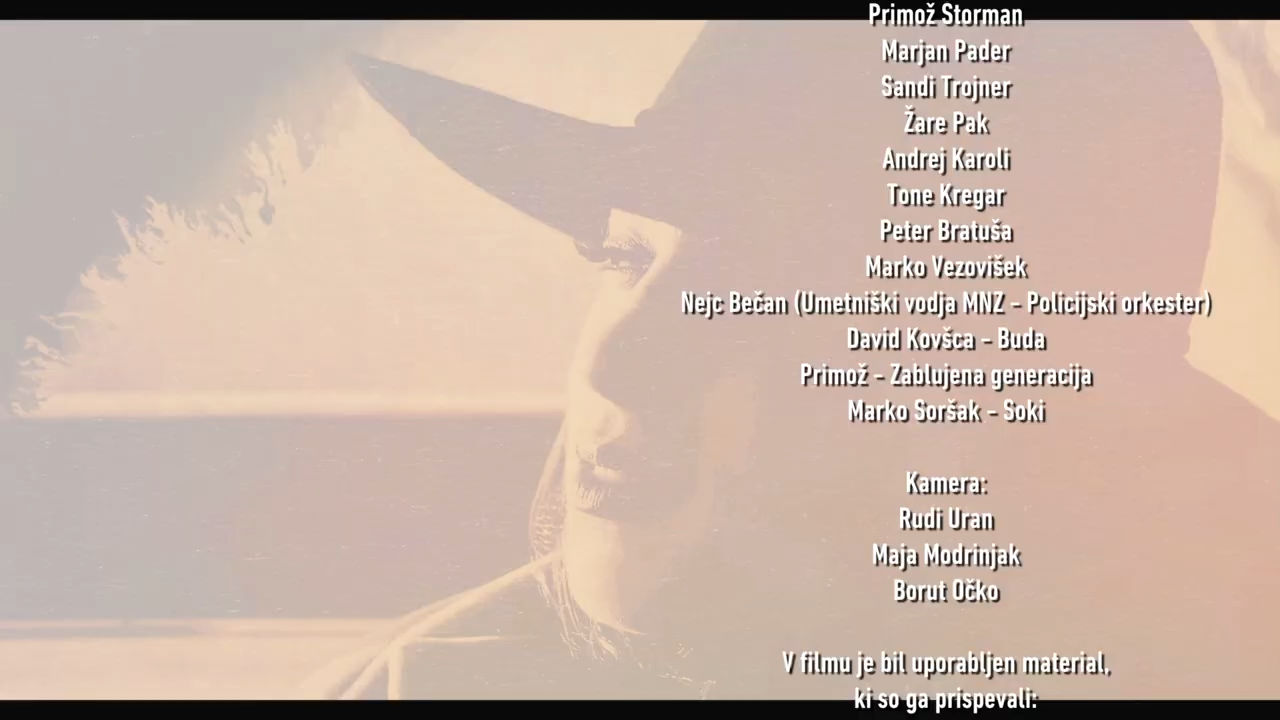 Primož Storman
Marjan Pader
Sandi Trojner
Žare Pak
Andrej Karoli
Tone Kregar
Peter Bratuša
Marko Vezovišek
Nejc Bečan (Umetniški vodja MNZ - Policijski orkester)
David Kovšca - Buda
Primož - Zablujena generacija
Marko Soršak - Soki
Kamera:
Rudi Uran
Maja Modrinjak
Borut Očko
V filmu je bil uporabljen material,
ki so ga prispevali: